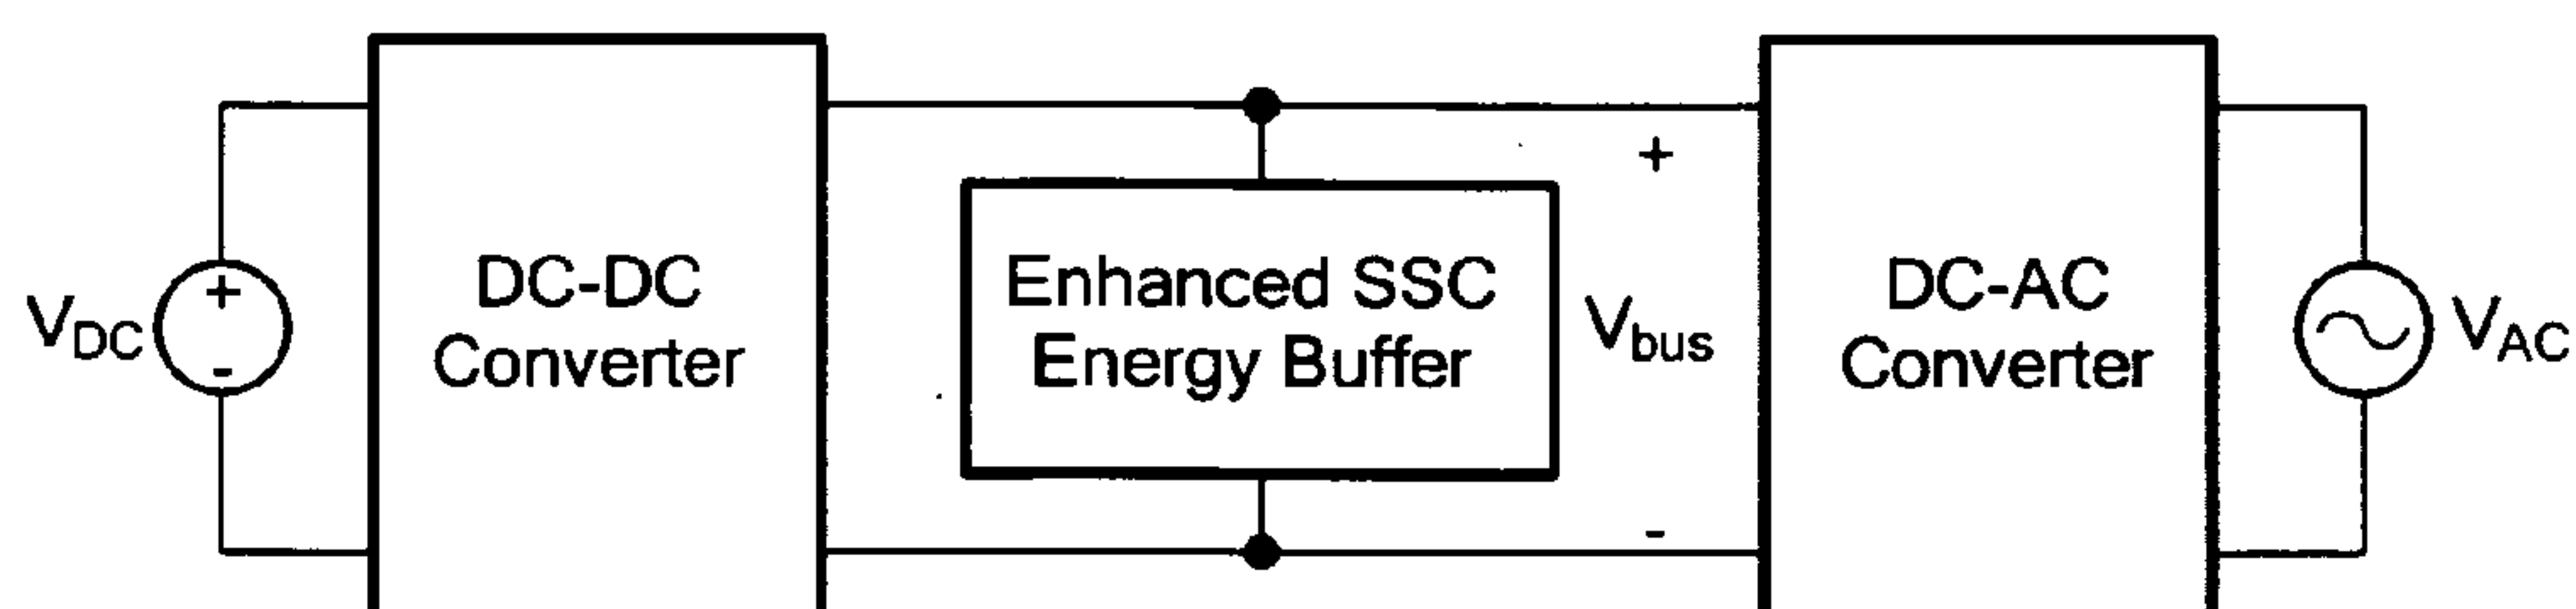 V_DC
+
-
DC-DC
Converter
Enhanced SSC
Energy Buffer
+
V_bus
-
DC-AC
Converter
V_AC